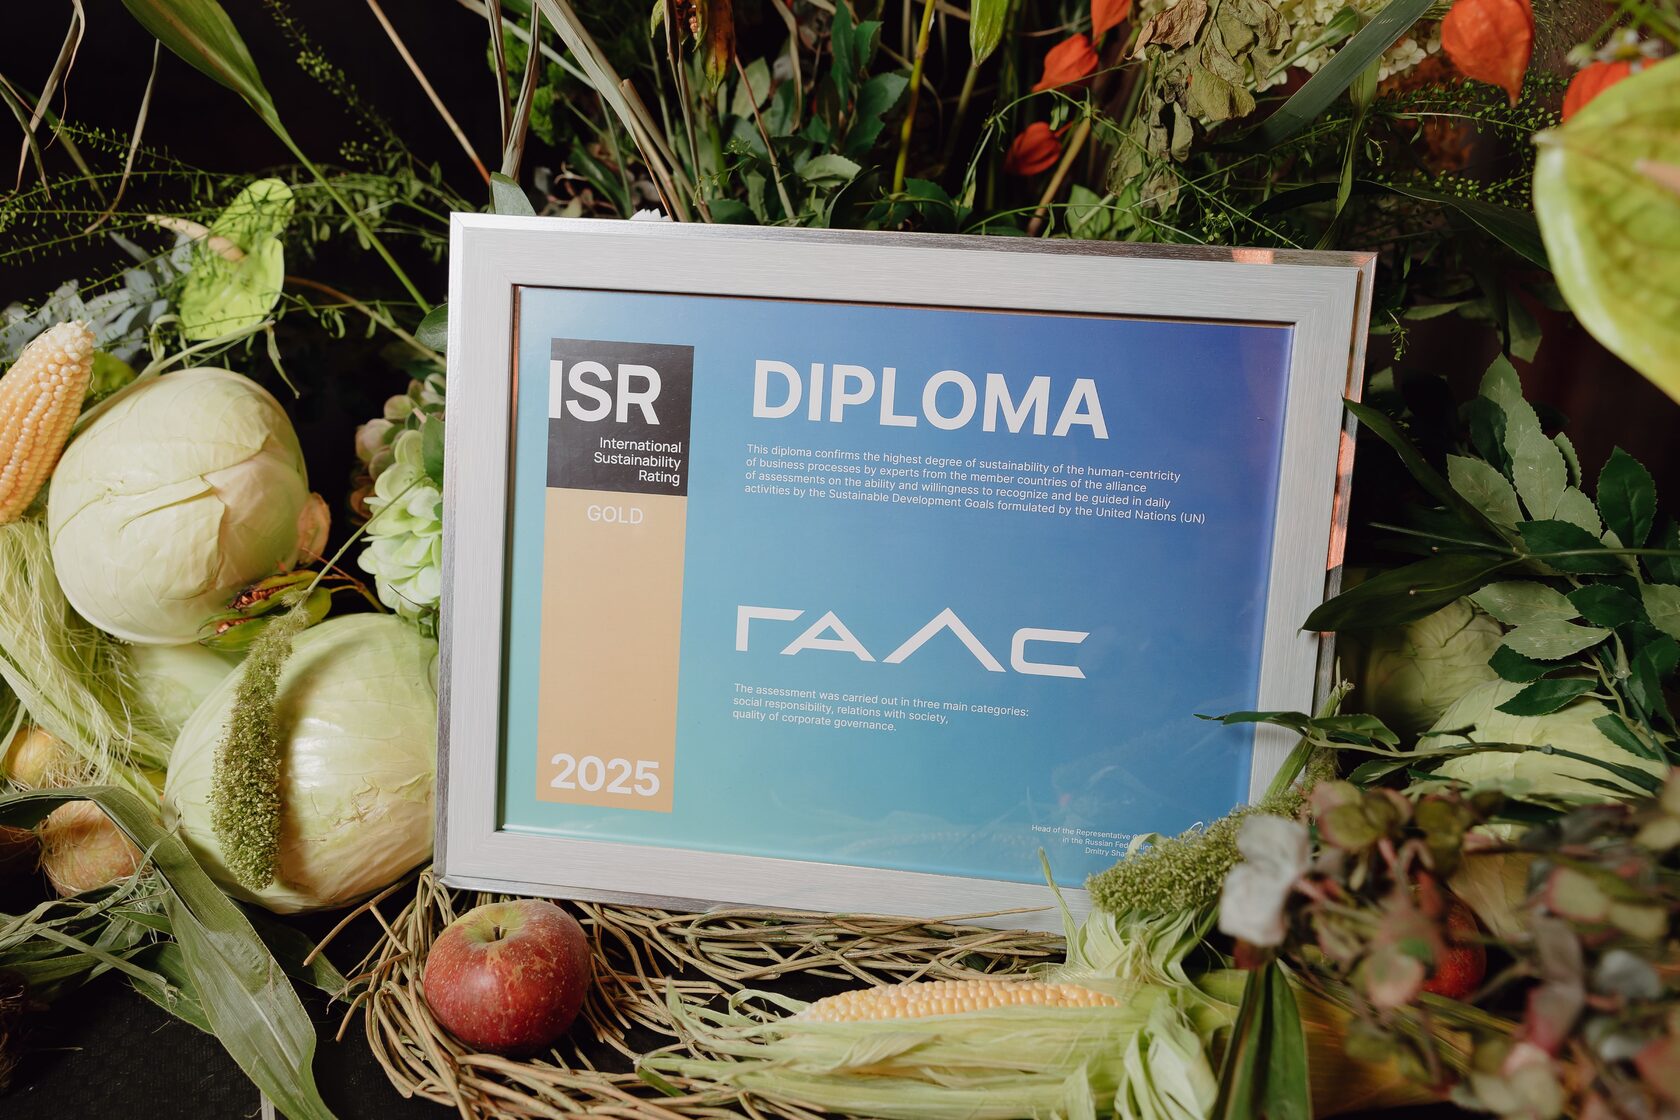 ISR
International
Sustainability
Rating
GOLD
2025
DIPLOMA
This diploma confirms the highest degree of sustainability of the human-centricity
of business processes by experts from the member countries of the alliance
of assessments on the ability and willingness to recognize and be guided in daily
activities by the Sustainable Development Goals formulated by the United Nations (UN)
ГАЛС
The assessment was carried out in three main categories:
social responsibility, relations with society,
quality of corporate governance.
Head of the Representative
in the Russian
Dmitry